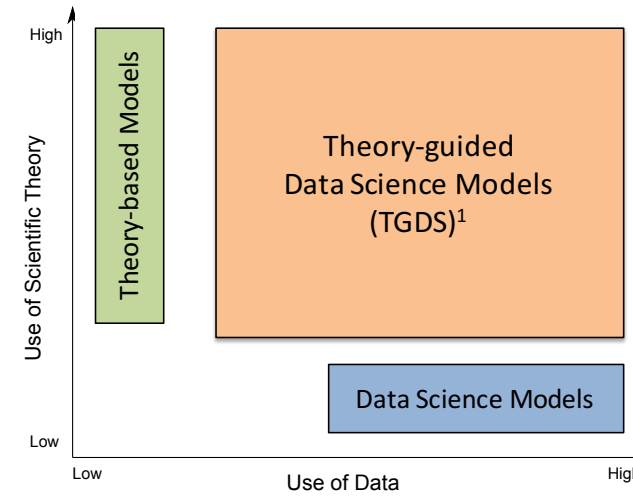 High
Use of Scientific Theory
Theory-based Models
Theory-guided
Data Science Models
(TGDS)¹
Data Science Models
Low
Low
Use of Data
High